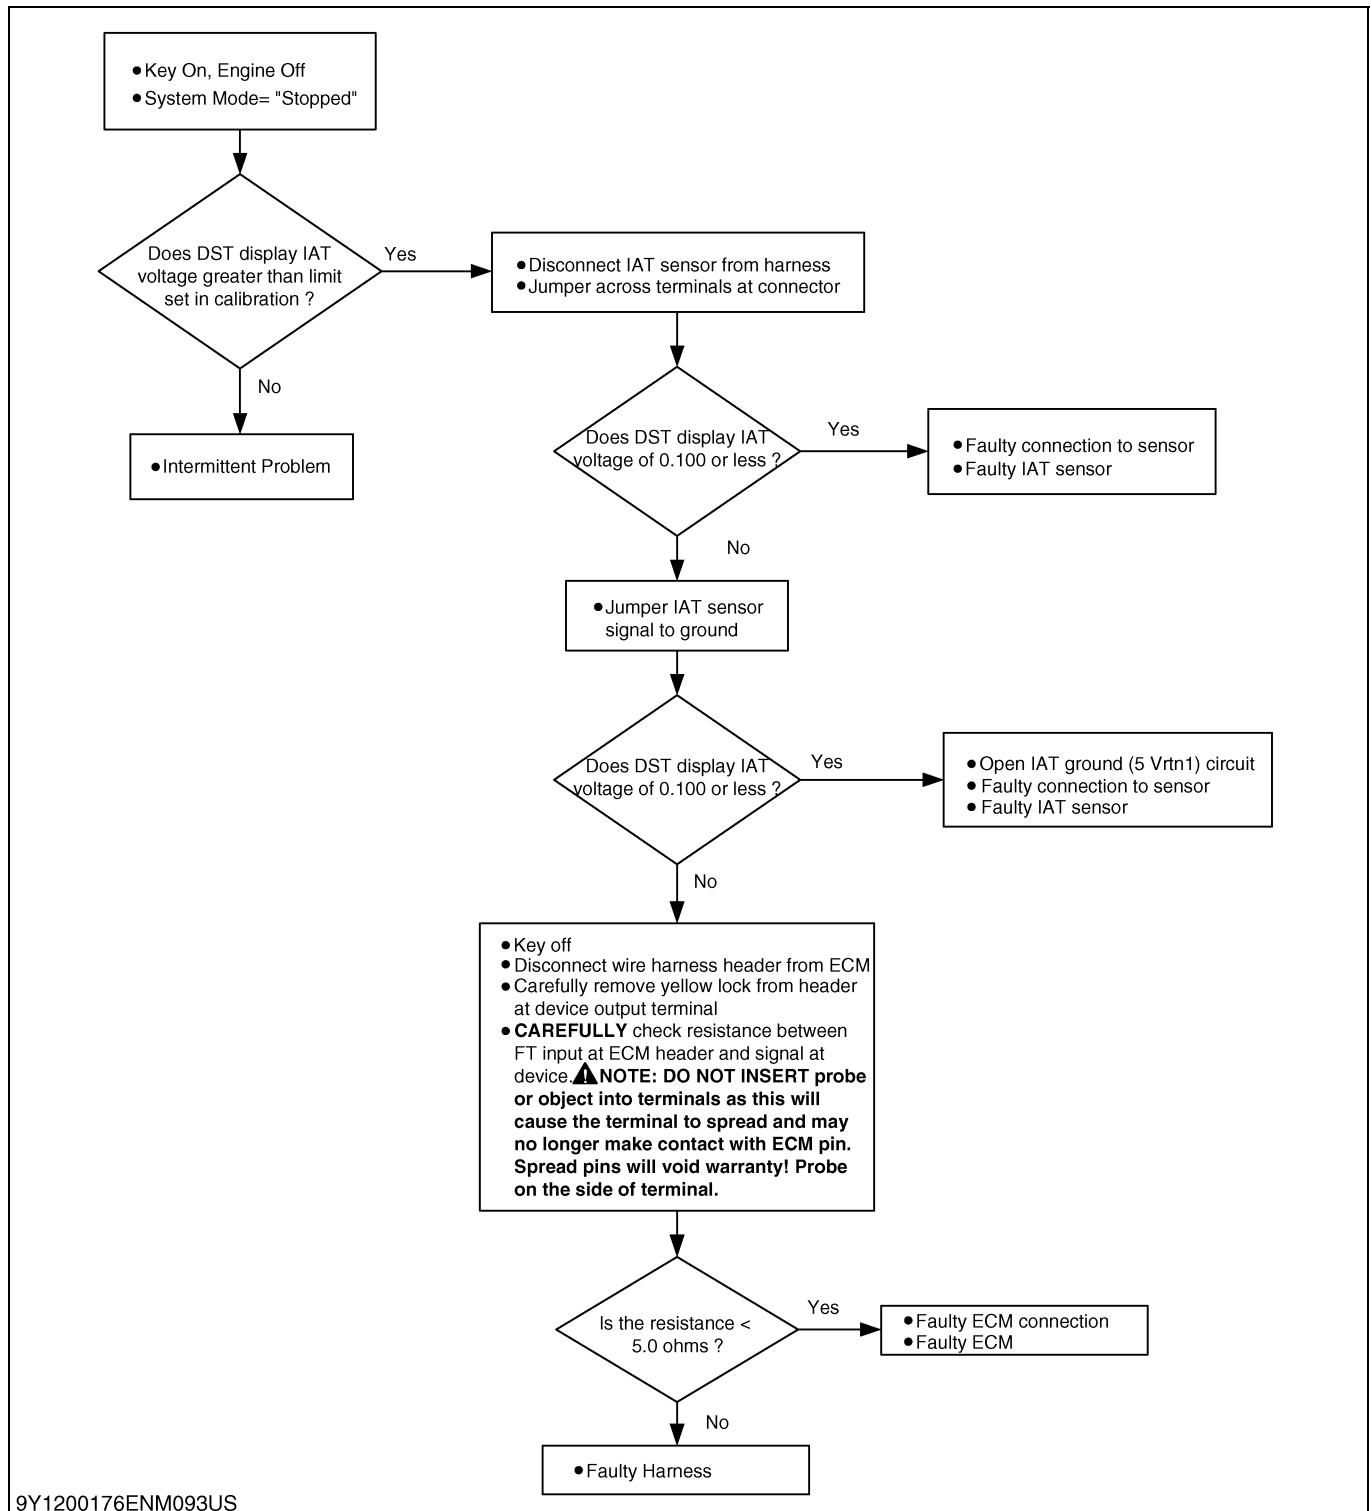 ● Key On, Engine Off
● System Mode= "Stopped"
Does DST display IAT
voltage greater than limit
set in calibration ?
Yes
● Disconnect IAT sensor from harness
● Jumper across terminals at connector
No
● Intermittent Problem
Does DST display IAT
voltage of 0.100 or less ?
Yes
● Faulty connection to sensor
● Faulty IAT sensor
No
● Jumper IAT sensor
signal to ground
Does DST display IAT
voltage of 0.100 or less ?
Yes
● Open IAT ground (5 Vrtn1) circuit
● Faulty connection to sensor
● Faulty IAT sensor
No
● Key off
● Disconnect wire harness header from ECM
● Carefully remove yellow lock from header
at device output terminal
● CAREFULLY check resistance between
FT input at ECM header and signal at
device. NOTE: DO NOT INSERT probe
or object into terminals as this will
cause the terminal to spread and may
no longer make contact with ECM pin.
Spread pins will void warranty! Probe
on the side of terminal.
Is the resistance <
5.0 ohms ?
Yes
● Faulty ECM connection
● Faulty ECM
No
● Faulty Harness
9Y1200176ENM093US